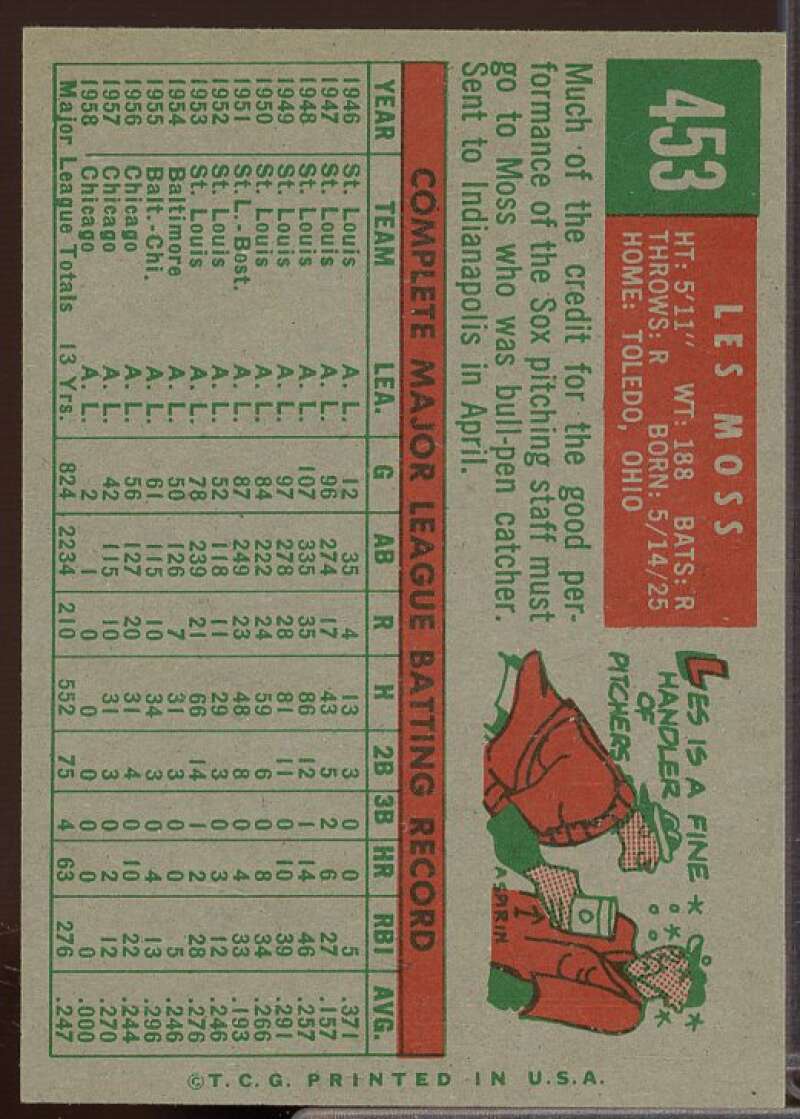 453
LES MOSS
HT: 5'11" WT: 188 BATS: R
THROWS: R BORN: 5/14/25
HOME: TOLEDO, OHIO
Much of the credit for the good per-
formance of the Sox pitching staff must
go to Moss who was bull-pen catcher.
Sent to Indianapolis in April.
LES IS A FINE
HANDLER
OF
PITCHERS
ASPIRIN
COMPLETE MAJOR LEAGUE BATTING RECORD
YEAR TEAM LEA. G AB R H 2B 3B HR RBI AVG.
1946 St. Louis A. L. 12 35 4 13 3 0 0 5 .371
1947 St. Louis A. L. 96 274 17 43 5 2 6 27 .157
1948 St. Louis A. L. 107 335 35 86 12 1 14 46 .257
1949 St. Louis A. L. 97 278 28 81 11 0 10 39 .291
1950 St. Louis A. L. 84 222 24 59 6 0 8 34 .266
1951 St. L.-Bost. A. L. 87 249 23 48 8 0 4 33 .193
1952 St. Louis A. L. 52 118 11 29 3 0 3 12 .246
1953 St. Louis A. L. 78 239 21 66 14 1 2 28 .276
1954 Baltimore A. L. 50 126 7 31 3 0 0 5 .246
1955 Balt.-Chi. A. L. 61 115 10 34 3 0 4 13 .296
1956 Chicago A. L. 56 127 20 31 4 0 10 22 .244
1957 Chicago A. L. 42 115 10 31 3 0 2 12 .270
1958 Chicago A. L. 2 1 0 0 0 0 0 0 .000
Major League Totals 13 Yrs. 824 2234 210 552 75 4 63 276 .247
©T.C.G. PRINTED IN U.S.A.